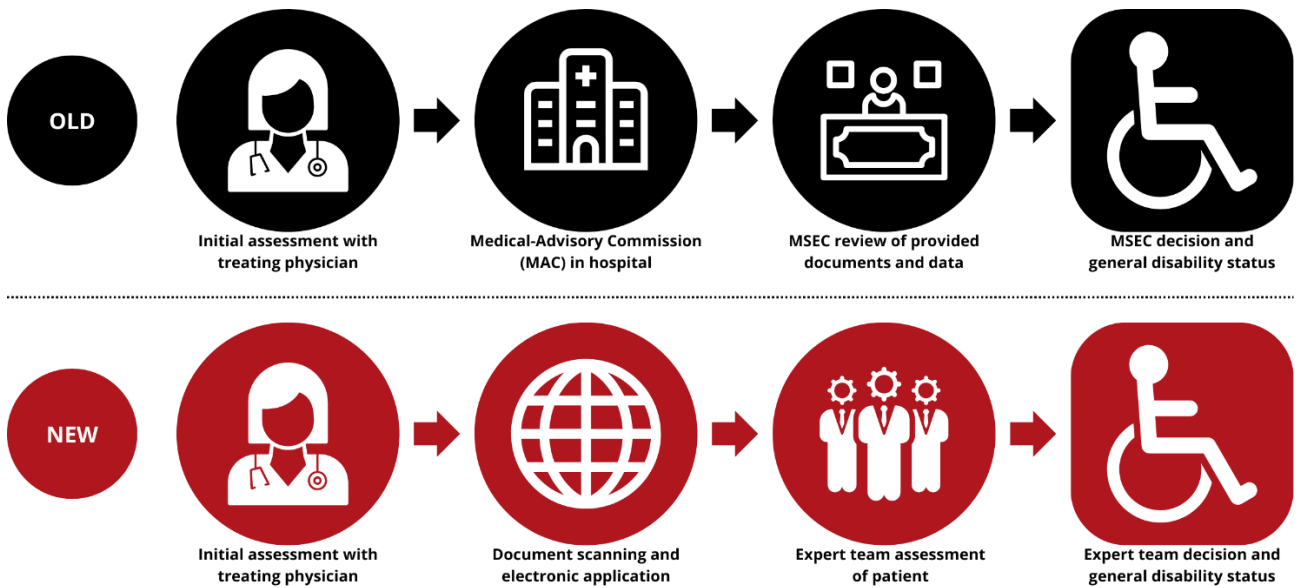 OLD
Initial assessment with
treating physician
Medical-Advisory Commission
(MAC) in hospital
MSEC review of provided
documents and data
MSEC decision and
general disability status
NEW
Initial assessment with
treating physician
Document scanning and
electronic application
Expert team assessment
of patient
Expert team decision and
general disability status